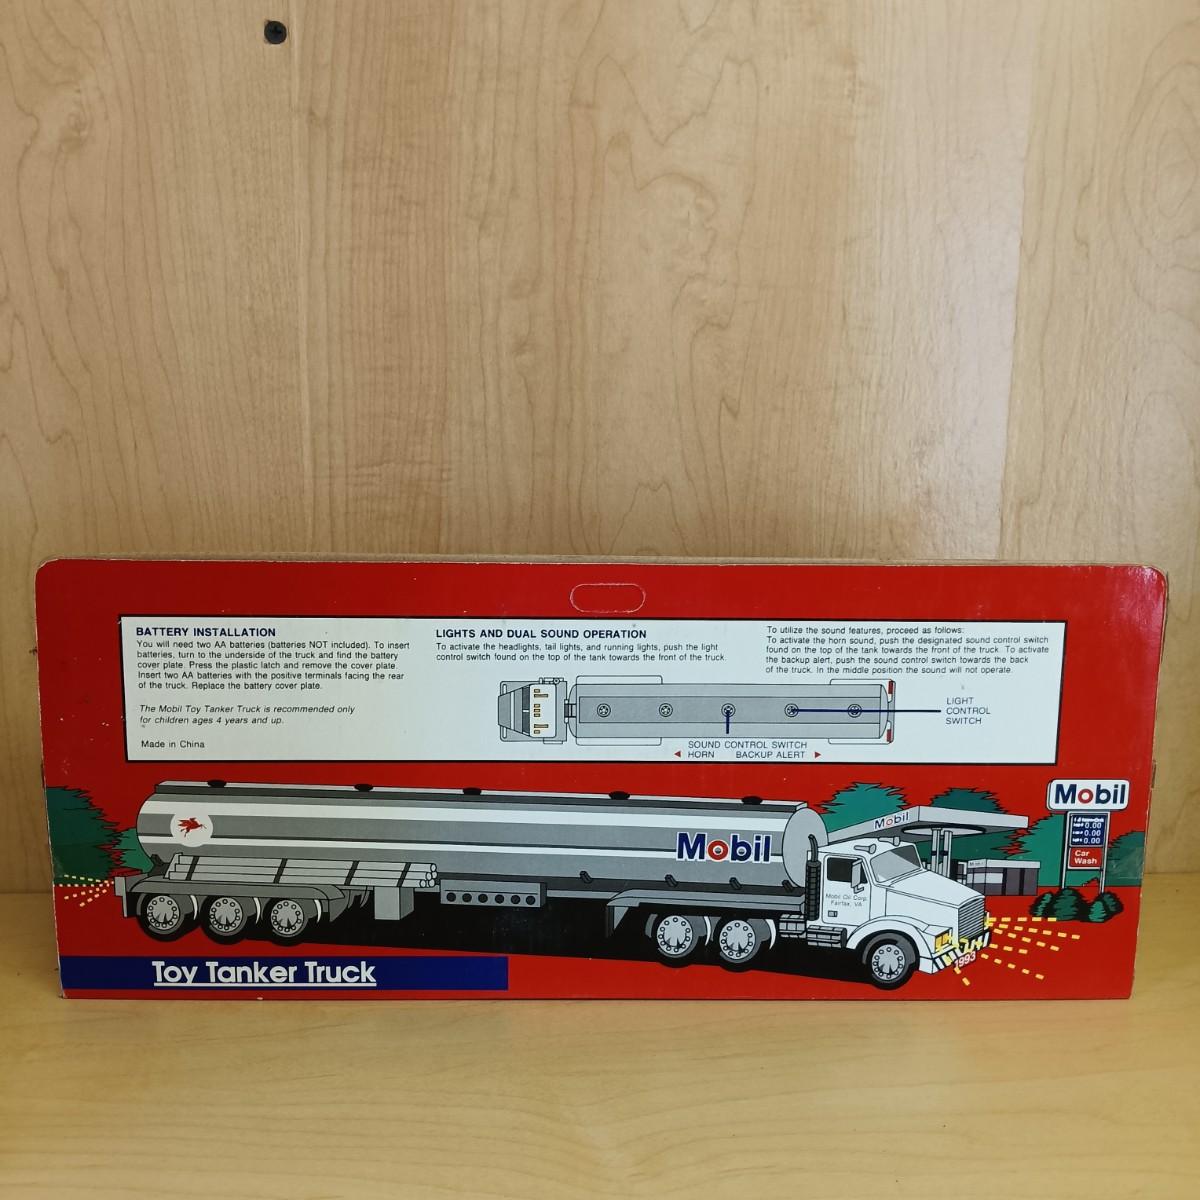 BATTERY INSTALLATION
You will need two AA batteries (batteries NOT included). To insert
batteries, turn to the underside of the truck and find the battery
cover plate. Press the plastic latch and remove the cover plate.
Insert two AA batteries with the positive terminals facing the rear
of the truck. Replace the battery cover plate.
The Mobil Toy Tanker Truck is recommended only
for children ages 4 years and up.
Made in China
LIGHTS AND DUAL SOUND OPERATION
To activate the headlights, tail lights, and running lights, push the light
control switch found on the top of the tank towards the front of the truck.
To utilize the sound features, proceed as follows:
To activate the horn sound, push the designated sound control switch
found on the top of the tank towards the front of the truck. To activate
the backup alert, push the sound control switch towards the back
of the truck. In the middle position the sound will not operate.
LIGHT
CONTROL
SWITCH
SOUND CONTROL SWITCH
◄ HORN BACKUP ALERT ►
Mobil
Mobil
Mobil
0.00
0.00
0.00
Car
Wash
Mobil Oil Corp.
Fairfax, VA
1993
Toy Tanker Truck